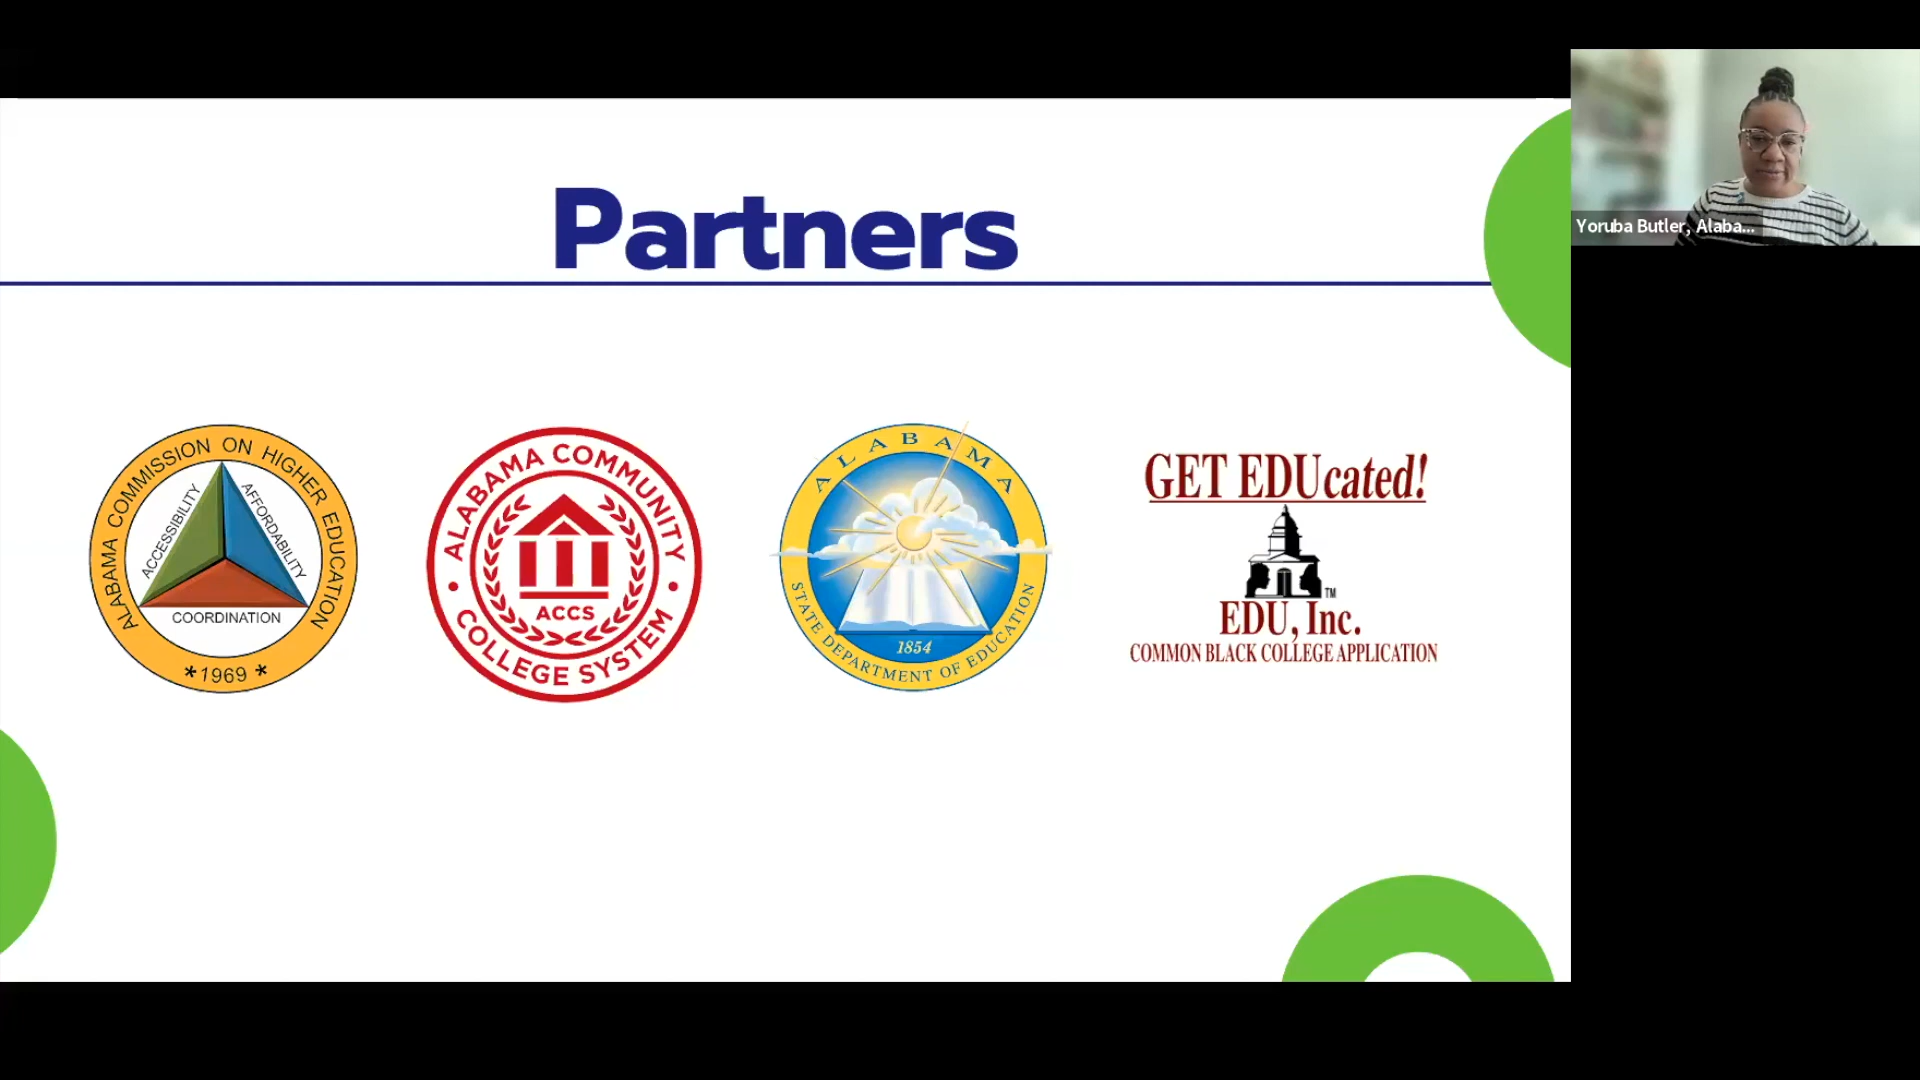 Partners
Yoruba Butler, Alaba...
ALABAMA COMMISSION ON HIGHER EDUCATION
ACCESSIBILITY
AFFORDABILITY
COORDINATION
*1969*
ALABAMA COMMUNITY
ACCS
• COLLEGE SYSTEM •
ALABAMA
1854
STATE DEPARTMENT OF EDUCATION
GET EDUcated!
TM
EDU, Inc.
COMMON BLACK COLLEGE APPLICATION